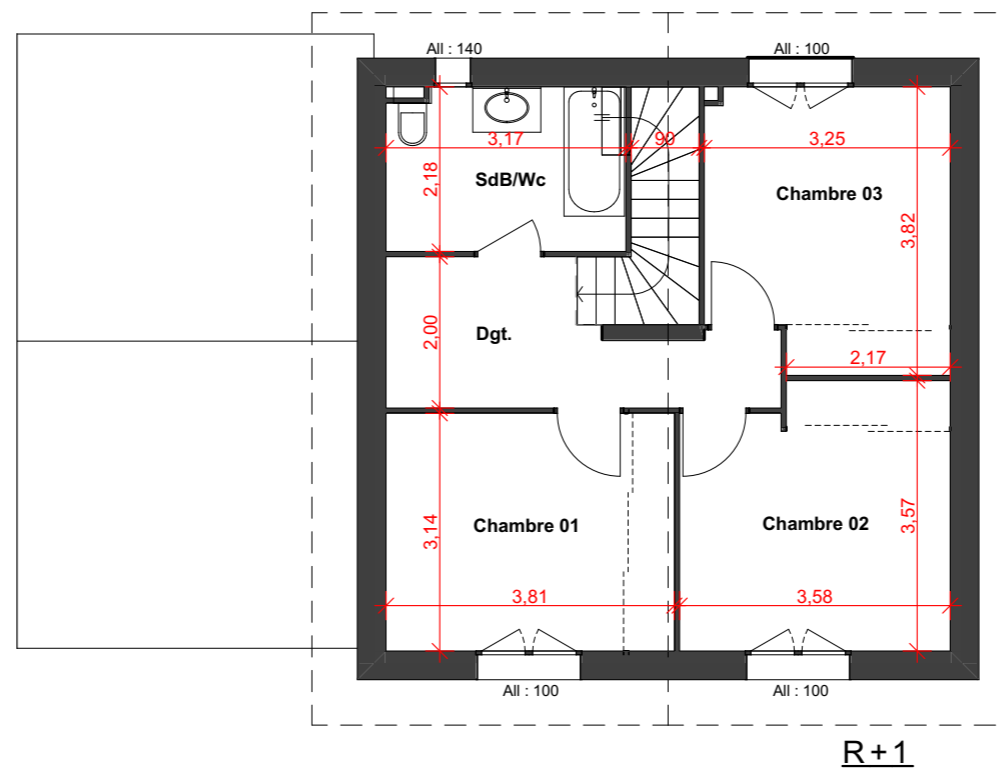 All : 140
All : 100
3,17
90
3,25
2,18
SdB/Wc
Chambre 03
3,82
2,00
Dgt.
2,17
Chambre 01
Chambre 02
3,14
3,57
3,81
3,58
All : 100
All : 100
R+1